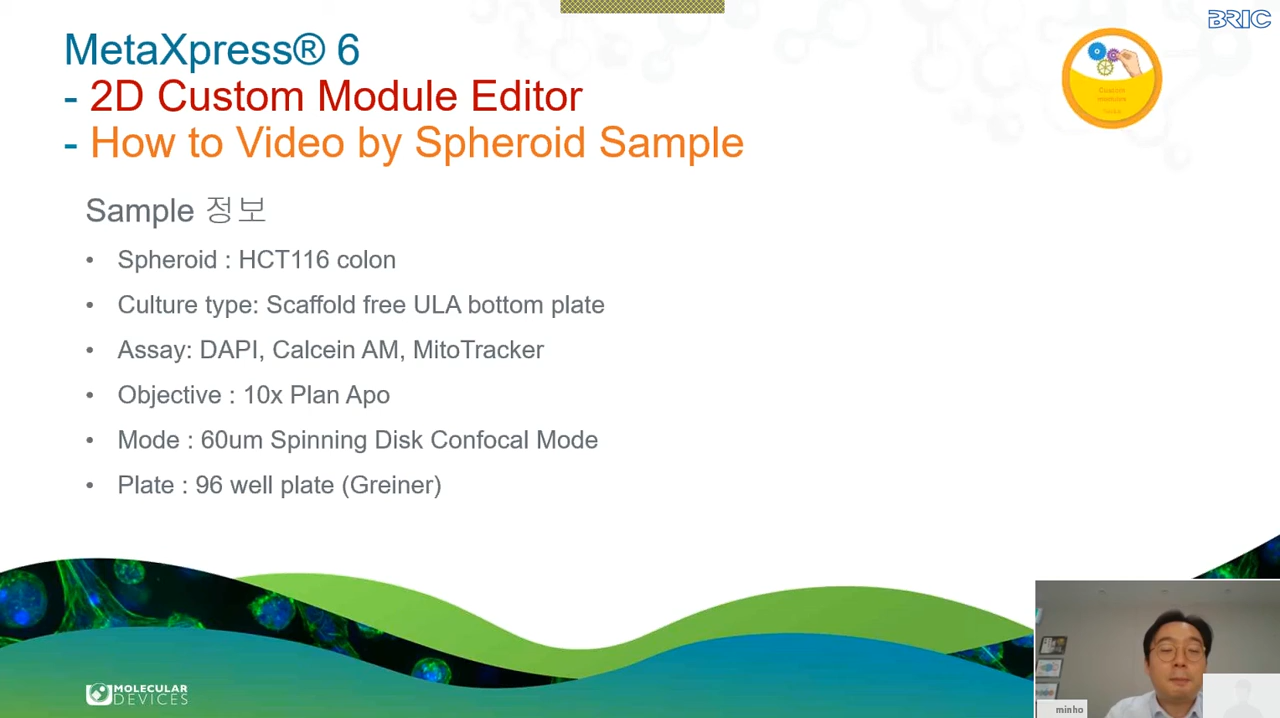 BRIC
MetaXpress® 6
- 2D Custom Module Editor
- How to Video by Spheroid Sample
Custom
Sample 정보
• Spheroid : HCT116 colon
• Culture type: Scaffold free ULA bottom plate
• Assay: DAPI, Calcein AM, MitoTracker
• Objective : 10x Plan Apo
• Mode : 60um Spinning Disk Confocal Mode
• Plate : 96 well plate (Greiner)
MOLECULAR
DEVICES
minho